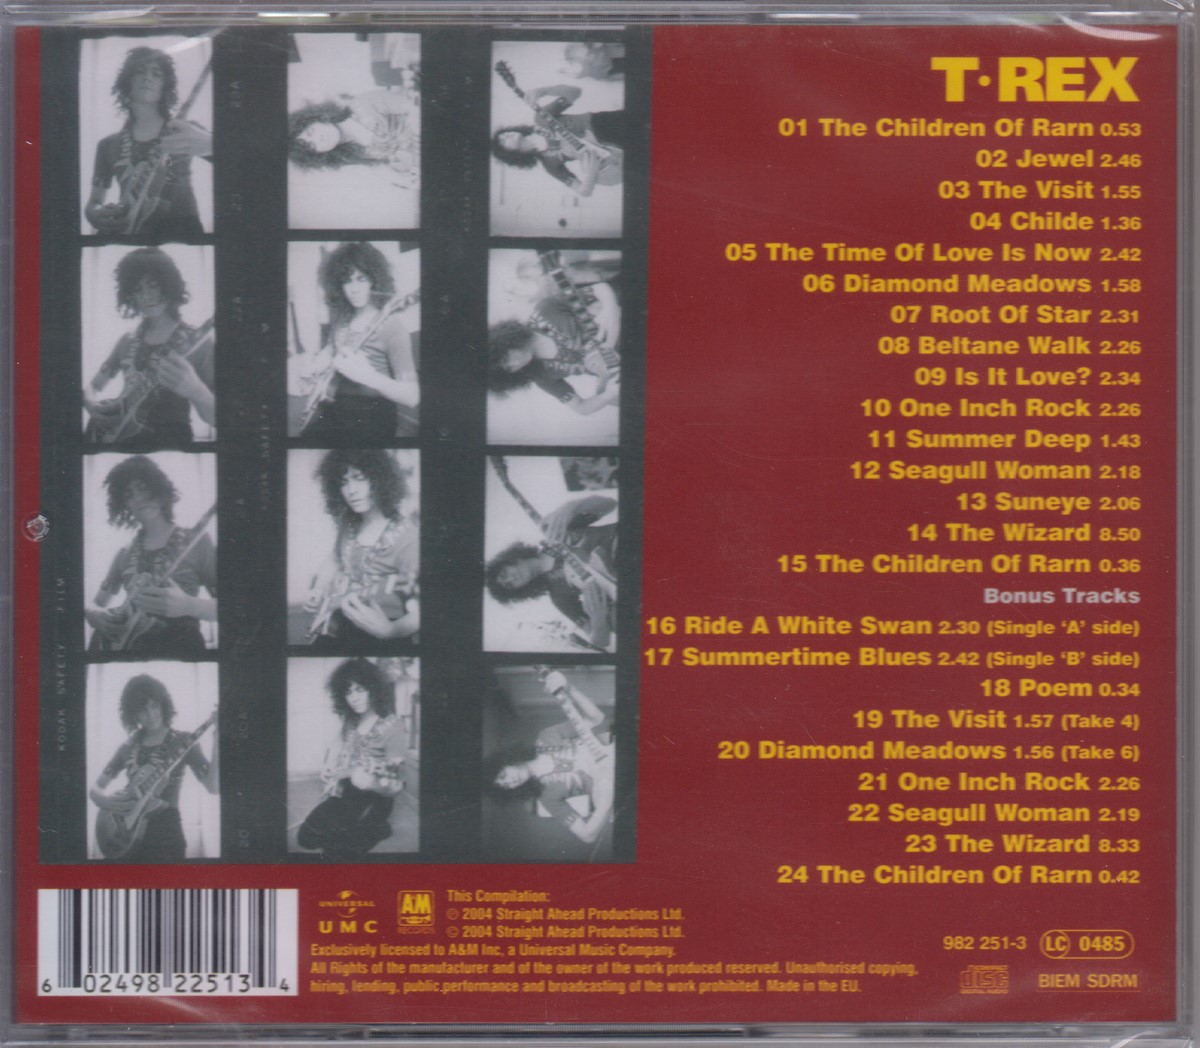 T·REX
01 The Children Of Rarn 0.53
02 Jewel 2.46
03 The Visit 1.55
04 Childe 1.36
05 The Time Of Love Is Now 2.42
06 Diamond Meadows 1.58
07 Root Of Star 2.31
08 Beltane Walk 2.26
09 Is It Love? 2.34
10 One Inch Rock 2.26
11 Summer Deep 1.43
12 Seagull Woman 2.18
13 Suneye 2.06
14 The Wizard 8.50
15 The Children Of Rarn 0.36
Bonus Tracks
16 Ride A White Swan 2.30 (Single ‘A’ side)
17 Summertime Blues 2.42 (Single ‘B’ side)
18 Poem 0.34
19 The Visit 1.57 (Take 4)
20 Diamond Meadows 1.56 (Take 6)
21 One Inch Rock 2.26
22 Seagull Woman 2.19
23 The Wizard 8.33
24 The Children Of Rarn 0.42
KODAK SAFETY FILM
6 02498 22513 4
UNIVERSAL
UMC
A&M
RECORDS
This Compilation:
℗ 2004 Straight Ahead Productions Ltd.
© 2004 Straight Ahead Productions Ltd.
Exclusively licensed to A&M Inc, a Universal Music Company.
All Rights of the manufacturer and of the owner of the work produced reserved. Unauthorised copying,
hiring, lending, public performance and broadcasting of the work prohibited. Made in the EU.
982 251-3 LC 0485
disc BIEM SDRM